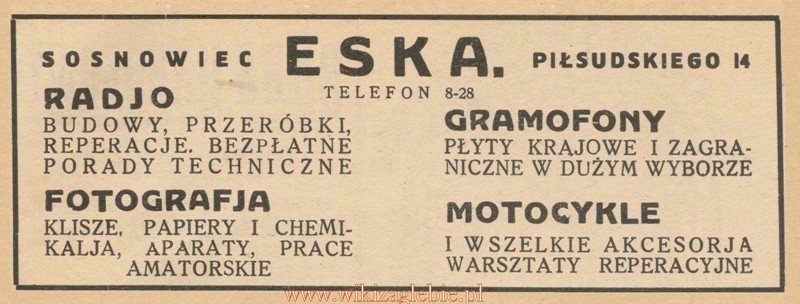 SOSNOWIEC ESKA. PIŁSUDSKIEGO 14
TELEFON 8-28
RADJO
BUDOWY, PRZERÓBKI,
REPERACJE. BEZPŁATNE
PORADY TECHNICZNE
FOTOGRAFJA
KLISZE, PAPIERY I CHEMI-
KALJA, APARATY, PRACE
AMATORSKIE
GRAMOFONY
PŁYTY KRAJOWE I ZAGRA-
NICZNE W DUŻYM WYBORZE
MOTOCYKLE
I WSZELKIE AKCESORJA
WARSZTATY REPERACYJNE
www.wikizaglebie.pl